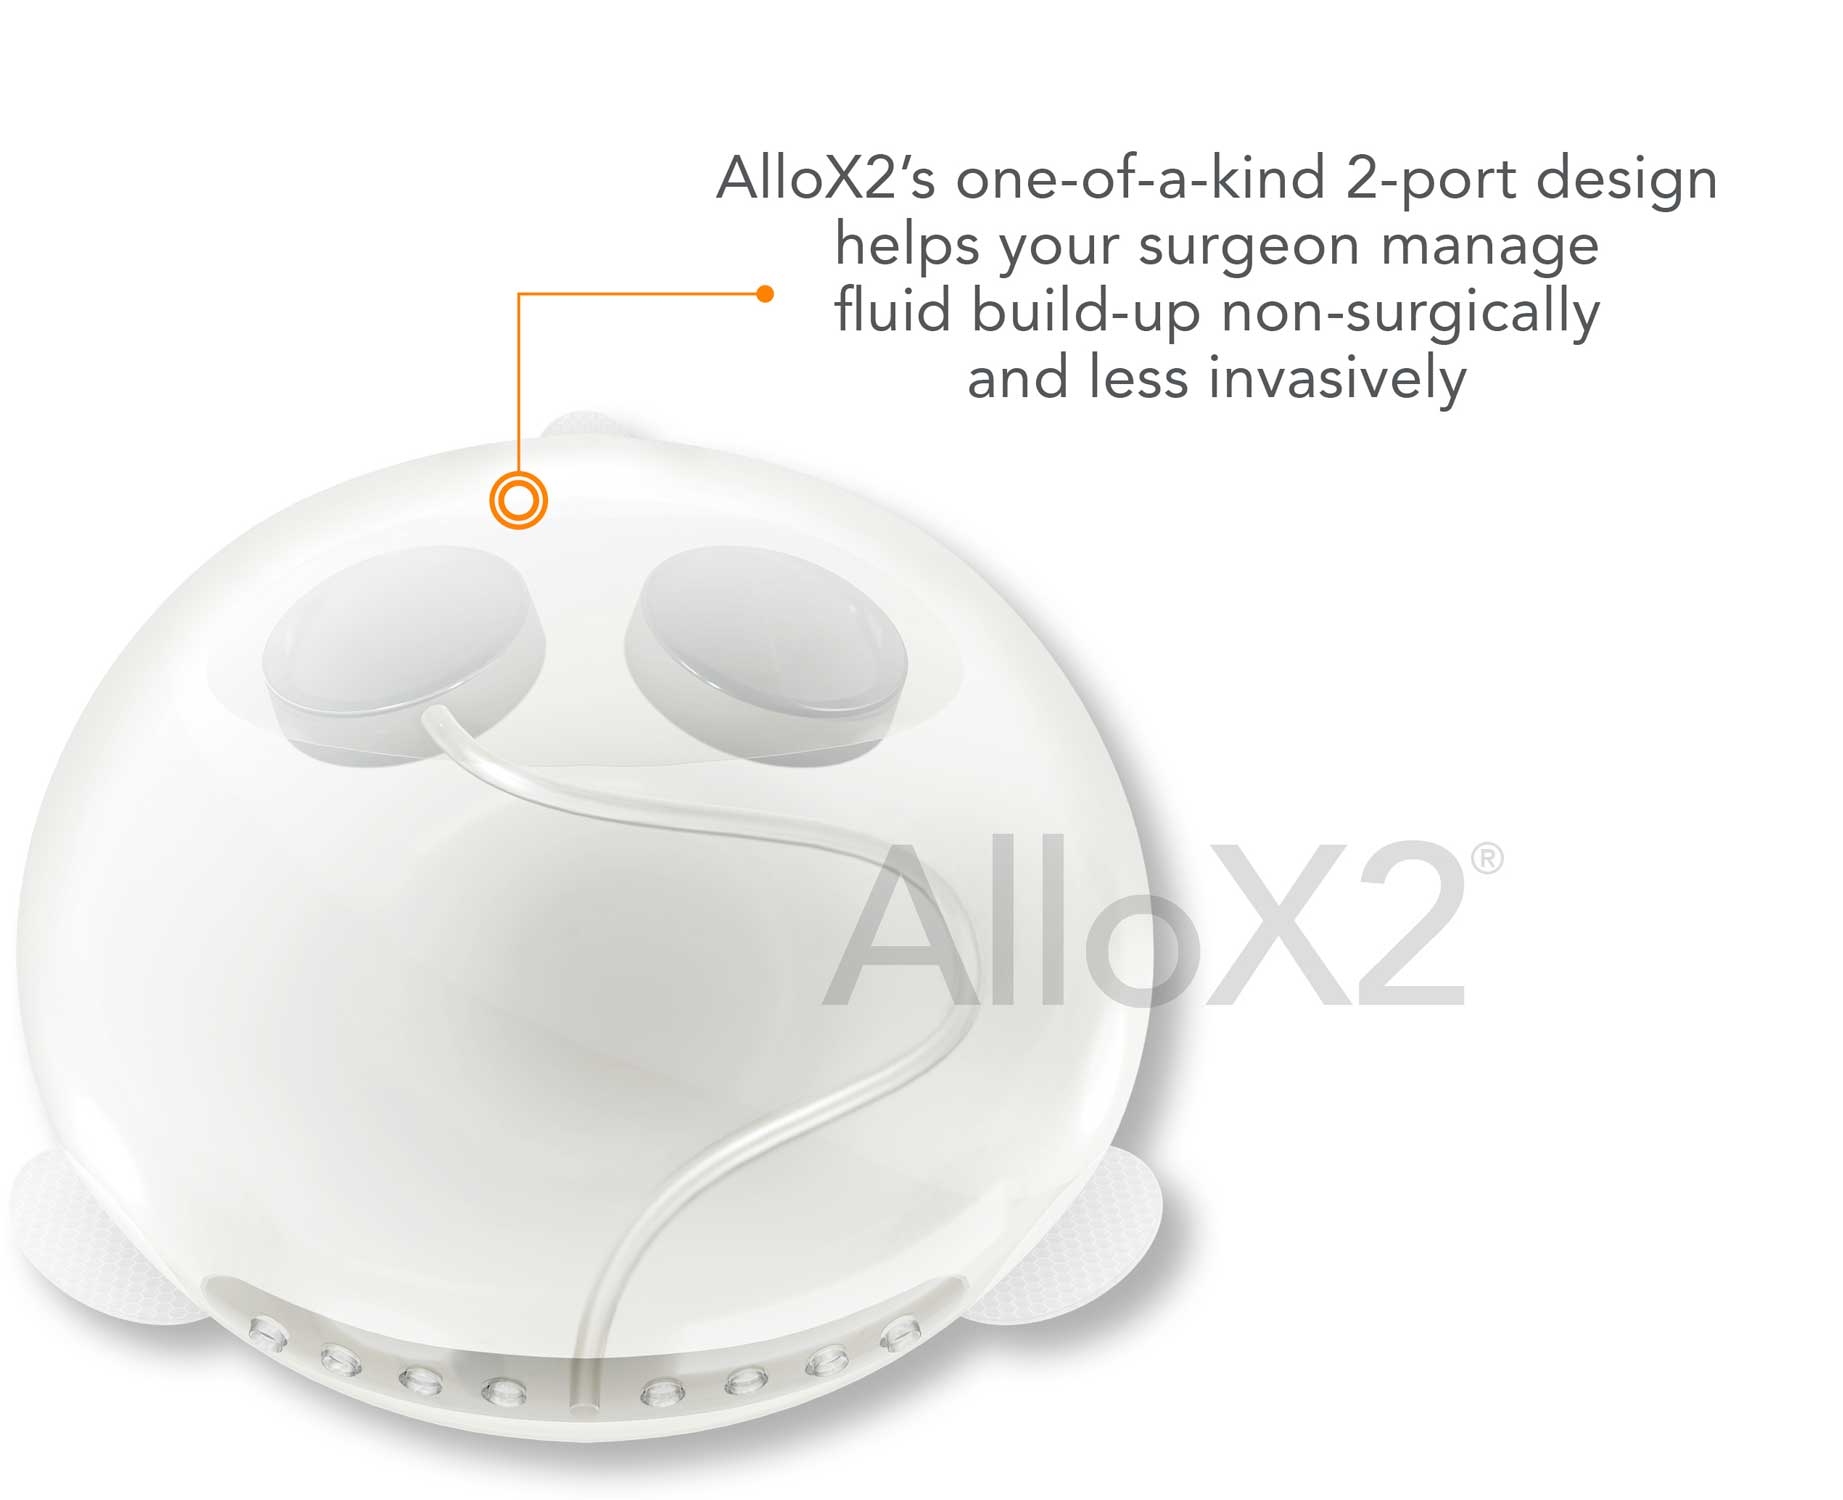 AlloX2’s one-of-a-kind 2-port design
helps your surgeon manage
fluid build-up non-surgically
and less invasively
AlloX2®